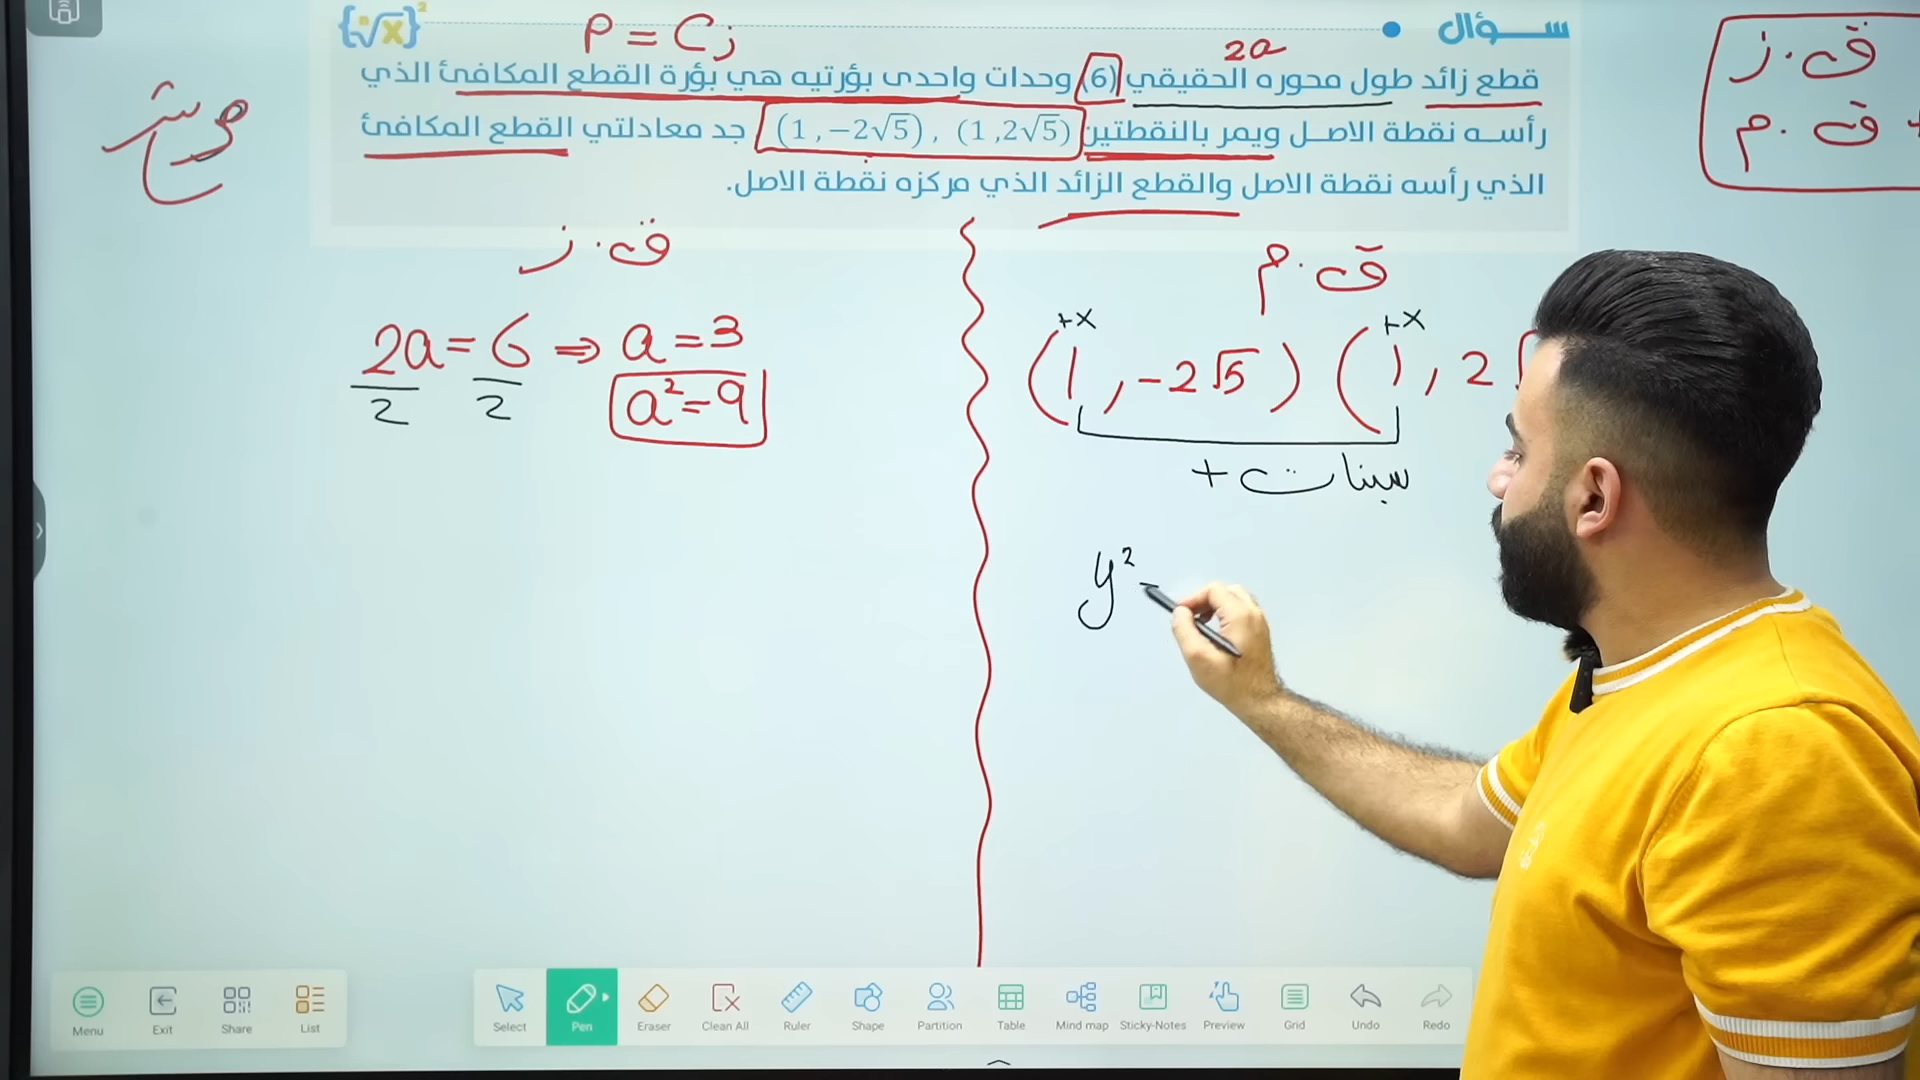 سؤال
{ⁿ√x}²
P = C ز
2a
قطع زائد طول محوره الحقيقي (6) وحدات واحدى بؤرتيه هي بؤرة القطع المكافئ الذي
رأسه نقطة الاصل ويمر بالنقطتين (1, 2√5) , (1, −2√5) جد معادلتي القطع المكافئ
الذي رأسه نقطة الاصل والقطع الزائد الذي مركزه نقطة الاصل.
ق.ز
ق.م
ق.م
+x +x
(1, -2√5) (1, 2√
سينات +
y² -
ق.ز
2a = 6 ⇒ a = 3
2 2
a² = 9
Menu Exit Share List Select Pen Eraser Clean All Ruler Shape Partition Table Mind map Sticky-Notes Preview Grid Undo Redo